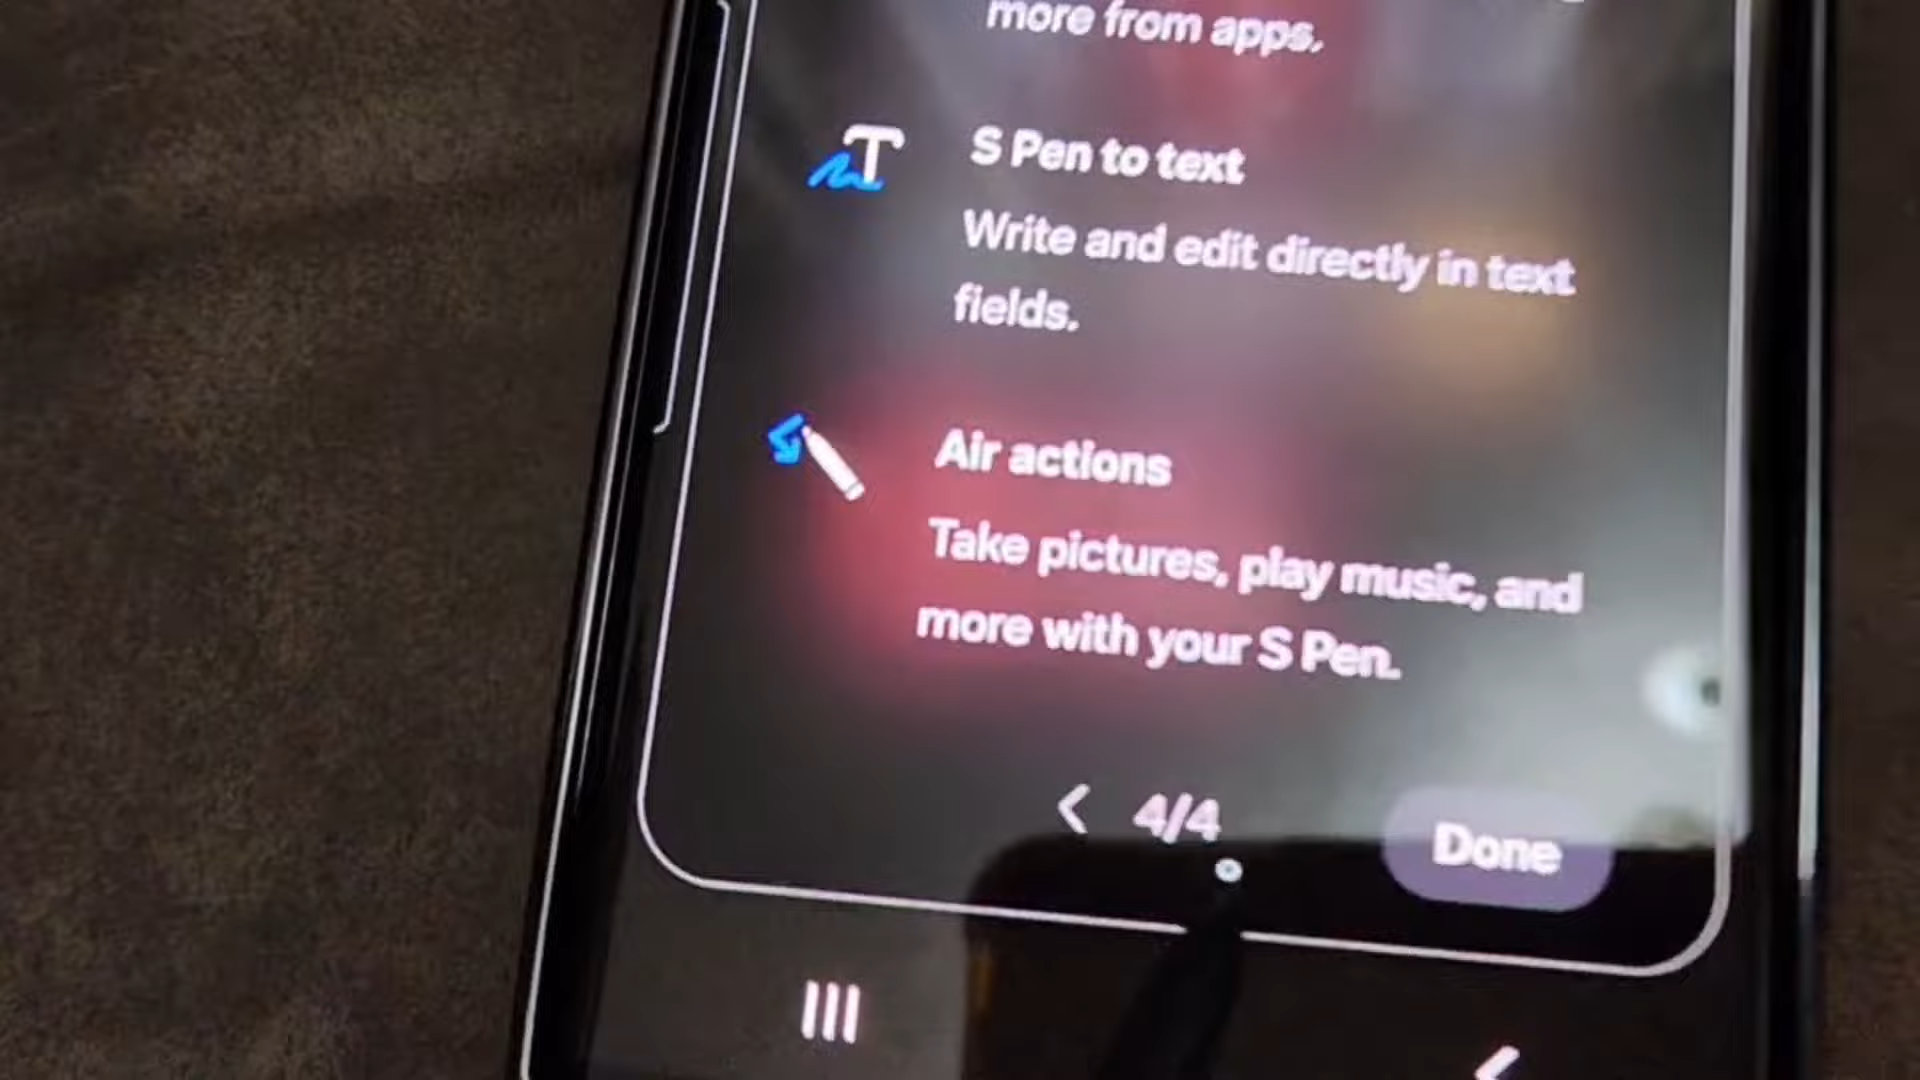 more from apps.
S Pen to text
Write and edit directly in text
fields.
Air actions
Take pictures, play music, and
more with your S Pen.
4/4
Done